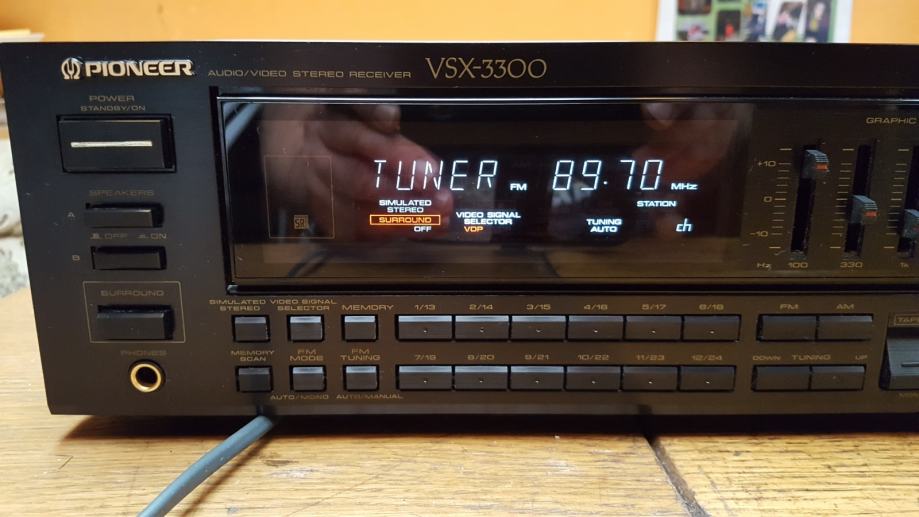 PIONEER AUDIO/VIDEO STEREO RECEIVER VSX-3300
POWER
STANDBY/ON
SPEAKERS
A
OFF ON
B
SURROUND
PHONES
TUNER FM 89.70 MHz
SIMULATED
STEREO
SURROUND
OFF
VIDEO SIGNAL
SELECTOR
VDP
STATION
TUNING
AUTO
ch
GRAPHIC
+10
0
-10
Hz 100 330
SIMULATED
STEREO
VIDEO SIGNAL
SELECTOR
MEMORY
1/13 2/14 3/15 4/16 5/17 6/18
FM AM
MEMORY
SCAN
FM
MODE
FM
TUNING
7/19 8/20 9/21 10/22 11/23 12/24
DOWN TUNING UP
AUTO/MONO AUTO/MANUAL